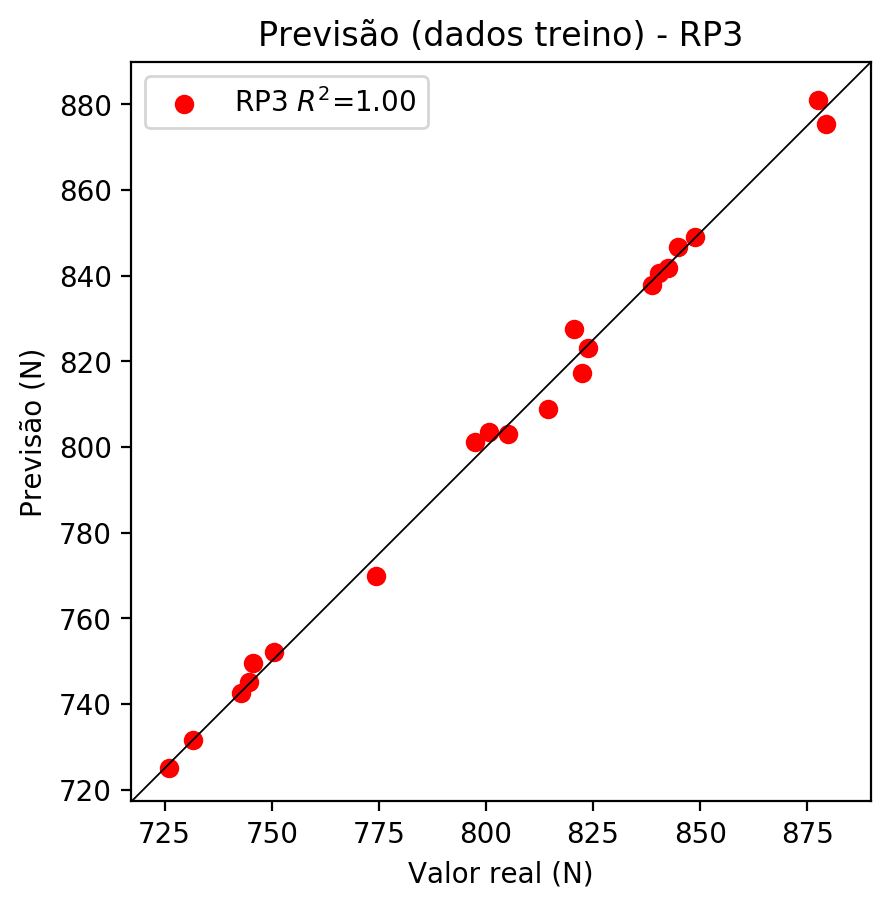 Previsão (dados treino) - RP3
RP3 R²=1.00
Previsão (N)
880
860
840
820
800
780
760
740
720
725 750 775 800 825 850 875
Valor real (N)